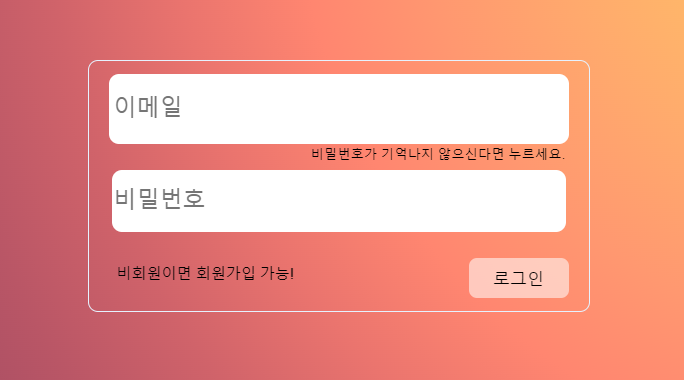 이메일
비밀번호가 기억나지 않으신다면 누르세요.
비밀번호
비회원이면 회원가입 가능!
로그인